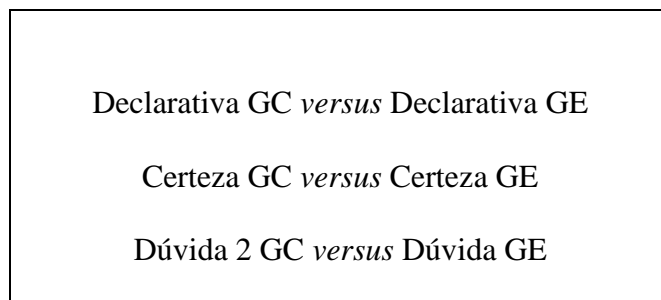 Declarativa GC versus Declarativa GE
Certeza GC versus Certeza GE
Dúvida 2 GC versus Dúvida GE